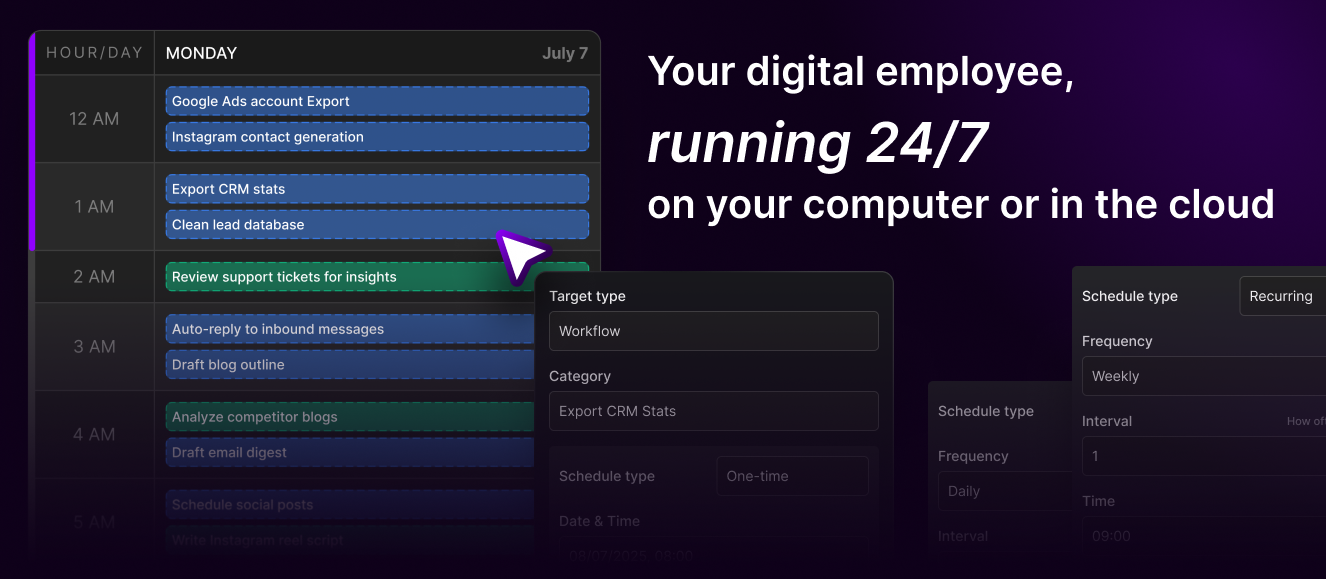 HOUR/DAY
MONDAY
July 7
12 AM
Google Ads account Export
Instagram contact generation
1 AM
Export CRM stats
Clean lead database
2 AM
Review support tickets for insights
3 AM
Auto-reply to inbound messages
Draft blog outline
4 AM
Analyze competitor blogs
Draft email digest
5 AM
Schedule social posts
Write Instagram reel script
Your digital employee,
running 24/7
on your computer or in the cloud
Target type
Workflow
Category
Export CRM Stats
Schedule type
One-time
Date & Time
08/07/2025, 08:00
Schedule type
Frequency
Daily
Interval
Schedule type
Recurring
Frequency
Weekly
Interval
How of
1
Time
09:00